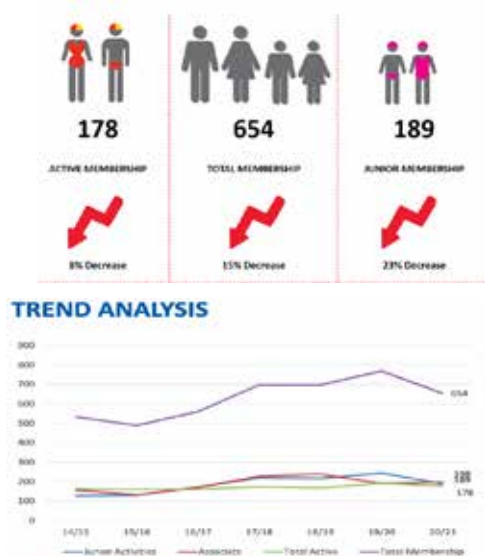 178
654
189
ACTIVE MEMBERSHIP
TOTAL MEMBERSHIP
JUNIOR MEMBERSHIP
8% Decrease
15% Decrease
23% Decrease
TREND ANALYSIS
900
800
700
600
500
400
300
200
100
0
654
189
178
14/15
15/16
16/17
17/18
18/19
19/20
20/21
Junior Activities
Associate
Total Active
Total Membership